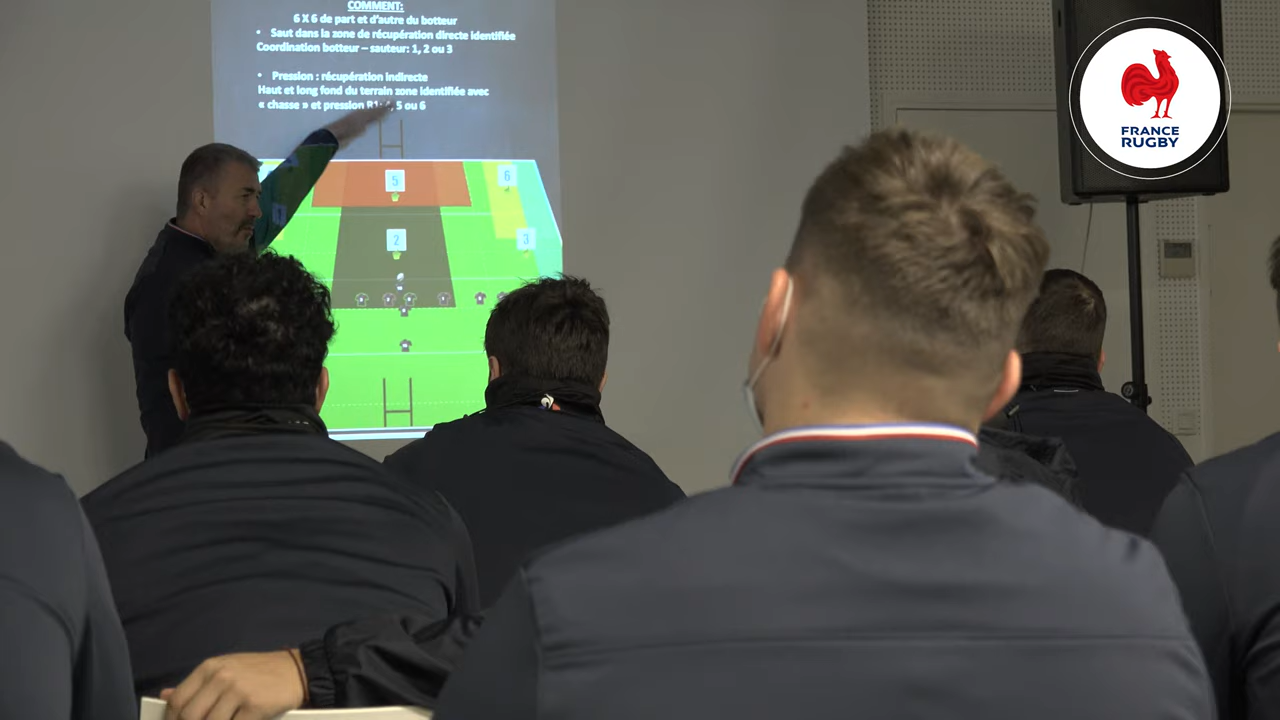 COMMENT:
6 X 6 de part et d'autre du botteur
• Saut dans la zone de récupération directe identifiée
Coordination botteur – sauteur: 1, 2 ou 3
• Pression : récupération indirecte
Haut et long fond du terrain zone identifiée avec
« chasse » et pression 5 ou 6
5
6
2
3
FRANCE
RUGBY